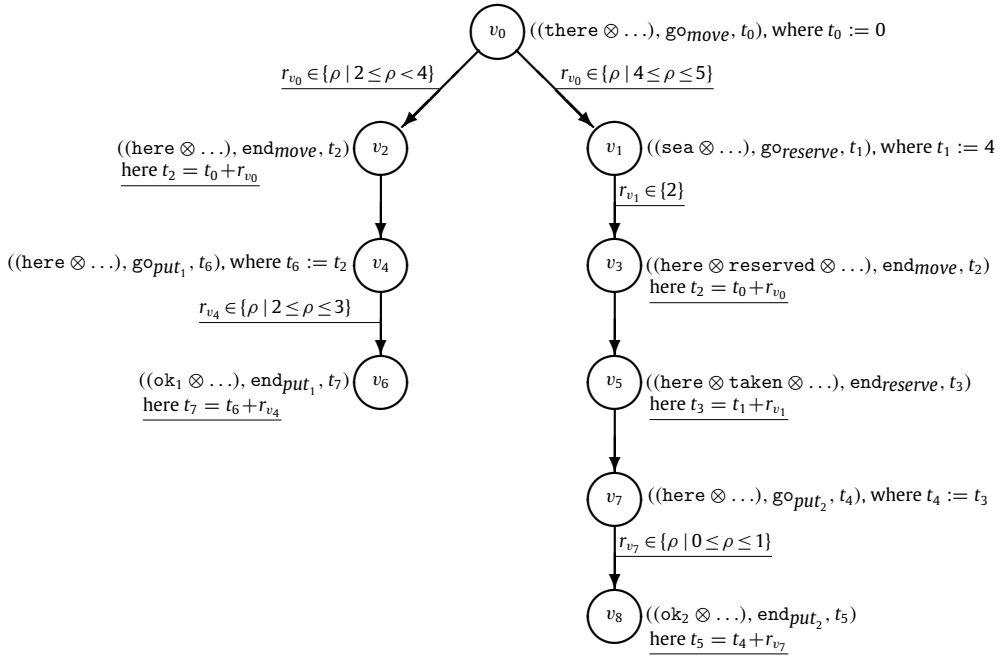 v₀ ((there ⊗ …), go_move, t₀), where t₀ := 0
r_v₀ ∈ {ρ | 2 ≤ ρ < 4} r_v₀ ∈ {ρ | 4 ≤ ρ ≤ 5}
((here ⊗ …), end_move, t₂) v₂ v₁ ((sea ⊗ …), go_reserve, t₁), where t₁ := 4
here t₂ = t₀+r_v₀
r_v₁ ∈ {2}
((here ⊗ …), go_put₁, t₆), where t₆ := t₂ v₄ v₃ ((here ⊗ reserved ⊗ …), end_move, t₂)
here t₂ = t₀+r_v₀
r_v₄ ∈ {ρ | 2 ≤ ρ ≤ 3}
((ok₁ ⊗ …), end_put₁, t₇) v₆ v₅ ((here ⊗ taken ⊗ …), end_reserve, t₃)
here t₇ = t₆+r_v₄ here t₃ = t₁+r_v₁
v₇ ((here ⊗ …), go_put₂, t₄), where t₄ := t₃
r_v₇ ∈ {ρ | 0 ≤ ρ ≤ 1}
v₈ ((ok₂ ⊗ …), end_put₂, t₅)
here t₅ = t₄+r_v₇